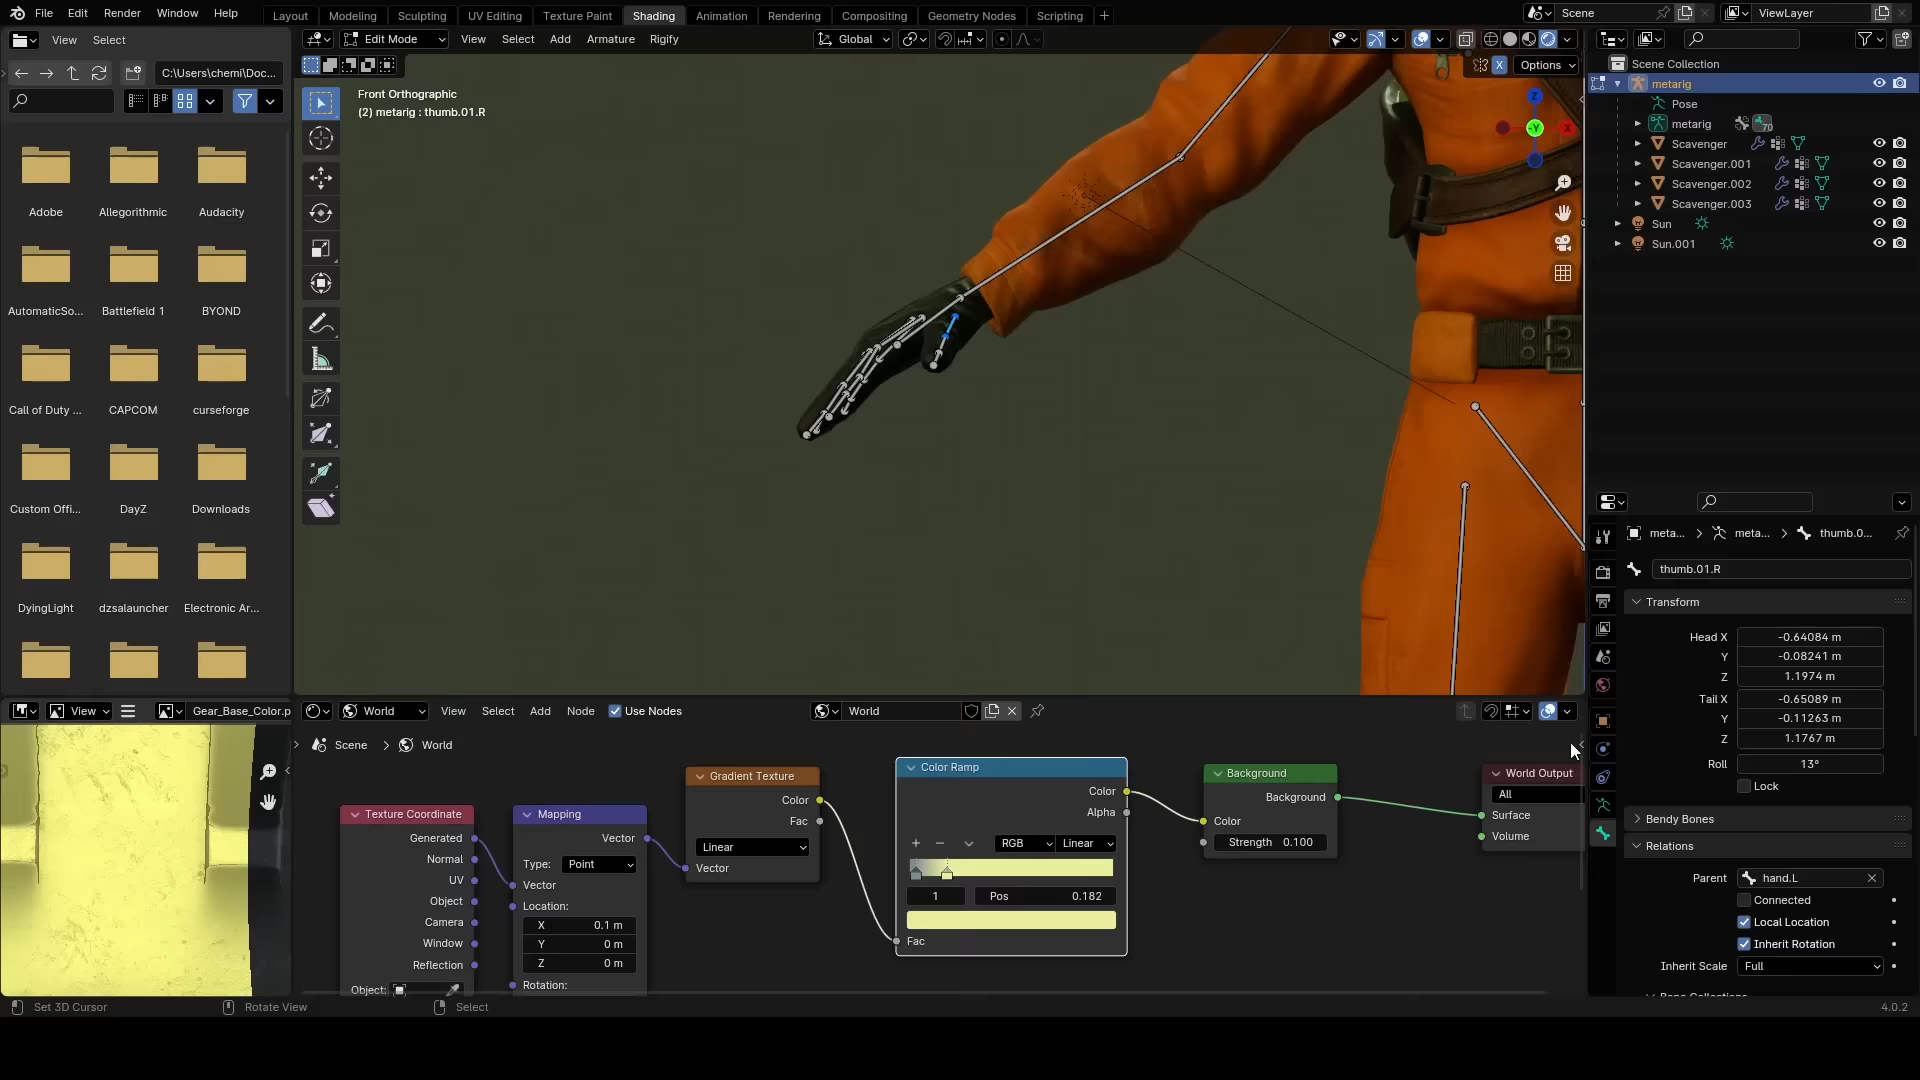 File Edit Render Window Help
Layout Modeling Sculpting UV Editing Texture Paint Shading Animation Rendering Compositing Geometry Nodes Scripting +
Scene
ViewLayer
View Select
C:\Users\chemi\Doc...
Adobe Allegorithmic Audacity
AutomaticSo... Battlefield 1 BYOND
Call of Duty ... CAPCOM curseforge
Custom Offi... DayZ Downloads
DyingLight dzsalauncher Electronic Ar...
Edit Mode View Select Add Armature Rigify
Global
X Options
Front Orthographic
(2) metarig : thumb.01.R
Z
-Y
X
Scene Collection
metarig
Pose
metarig 70
Scavenger
Scavenger.001
Scavenger.002
Scavenger.003
Sun
Sun.001
meta... > meta... > thumb.0...
thumb.01.R
Transform
Head X -0.64084 m
Y -0.08241 m
Z 1.1974 m
Tail X -0.65089 m
Y -0.11263 m
Z 1.1767 m
Roll 13°
Lock
Bendy Bones
Relations
Parent hand.L
Connected
Local Location
Inherit Rotation
Inherit Scale Full
View
Gear_Base_Color.p
World View Select Add Node Use Nodes
World
Scene > World
Texture Coordinate
Generated
Normal
UV
Object
Camera
Window
Reflection
Object:
Mapping
Vector
Type: Point
Vector
Location:
X 0.1 m
Y 0 m
Z 0 m
Rotation:
Gradient Texture
Color
Fac
Linear
Vector
Color Ramp
Color
Alpha
+ − RGB Linear
1 Pos 0.182
Fac
Background
Background
Color
Strength 0.100
World Output
All
Surface
Volume
Set 3D Cursor Rotate View Select 4.0.2